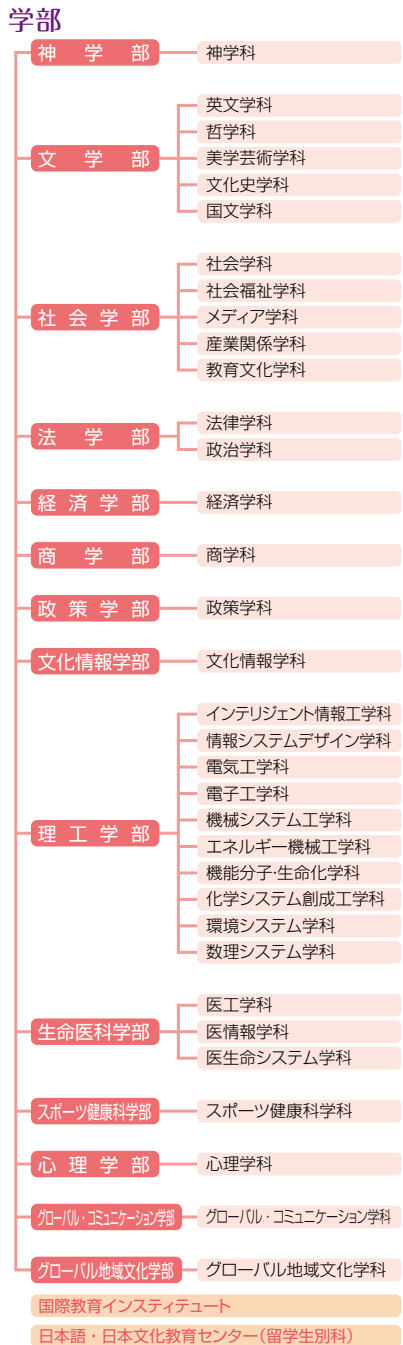 学部
神学部
神学科
文学部
英文学科
哲学科
美学芸術学科
文化史学科
国文学科
社会学部
社会学科
社会福祉学科
メディア学科
産業関係学科
教育文化学科
法学部
法律学科
政治学科
経済学部
経済学科
商学部
商学科
政策学部
政策学科
文化情報学部
文化情報学科
理工学部
インテリジェント情報工学科
情報システムデザイン学科
電気工学科
電子工学科
機械システム工学科
エネルギー機械工学科
機能分子・生命化学科
化学システム創成工学科
環境システム学科
数理システム学科
生命医科学部
医工学科
医情報学科
医生命システム学科
スポーツ健康科学部
スポーツ健康科学科
心理学部
心理学科
グローバル・コミュニケーション学部
グローバル・コミュニケーション学科
グローバル地域文化学部
グローバル地域文化学科
国際教育インスティテュート
日本語・日本文化教育センター(留学生別科)